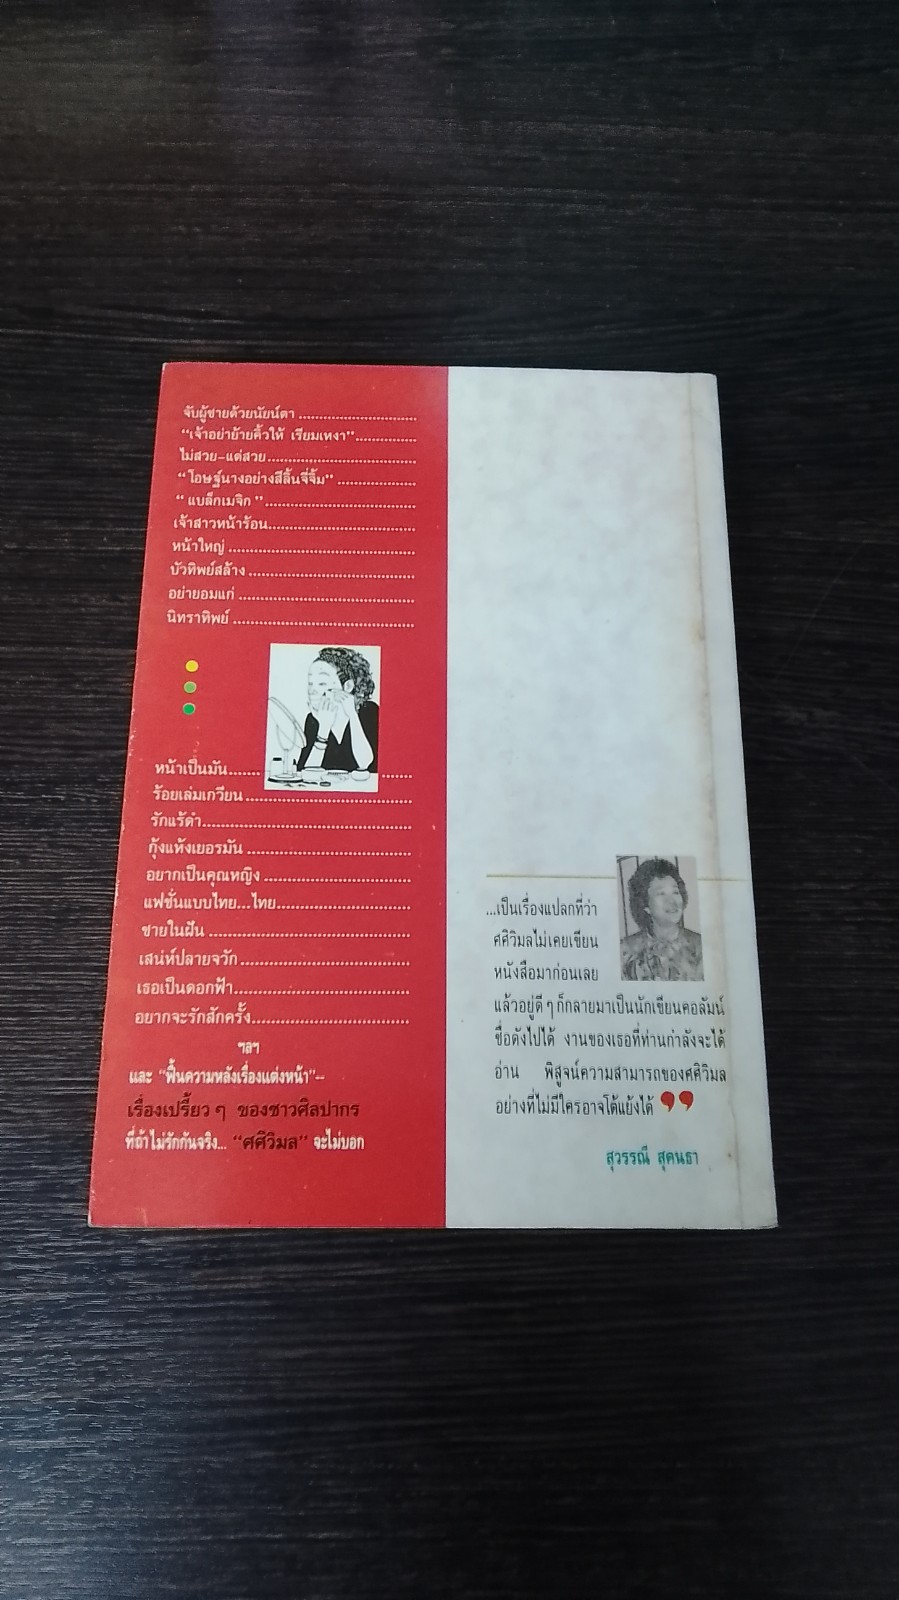 จับผู้ชายด้วยนัยน์ตา ........................
“เจ้าอย่าย้ายคิ้วให้ เรียมเหงา”............
ไม่สวย-แต่สวย..............................
“โอษฐ์นางอย่างสีลิ้นจี่จิ้ม” ................
“ แบล็กเมจิก ”..............................
เจ้าสาวหน้าร้อน..............................
หน้าใหญ่ ......................................
บัวทิพย์สล้าง .................................
อย่ายอมแก่ ...................................
นิทราทิพย์ ....................................
หน้าเป็นมัน....... .......
ร้อยเล่มเกวียน .................................
รักแร้ดำ..........................................
กุ้งแห้งเยอรมัน .................................
อยากเป็นคุณหญิง .............................
แฟชั่นแบบไทย...ไทย..........................
ชายในฝัน ........................................
เสน่ห์ปลายจวัก..................................
เธอเป็นดอกฟ้า...................................
อยากจะรักสักครั้ง...............................
ฯลฯ
และ “ฟื้นความหลังเรื่องแต่งหน้า”–
เรื่องเปรี้ยว ๆ ของชาวศิลปากร
ที่ถ้าไม่รักกันจริง... “ศศิวิมล” จะไม่บอก
...เป็นเรื่องแปลกที่ว่า
ศศิวิมลไม่เคยเขียน
หนังสือมาก่อนเลย
แล้วอยู่ดี ๆ ก็กลายมาเป็นนักเขียนคอลัมน์
ชื่อดังไปได้ งานของเธอที่ท่านกำลังจะได้
อ่าน พิสูจน์ความสามารถของศศิวิมล
อย่างที่ไม่มีใครอาจโต้แย้งได้ ”
สุวรรณี สุคนธา